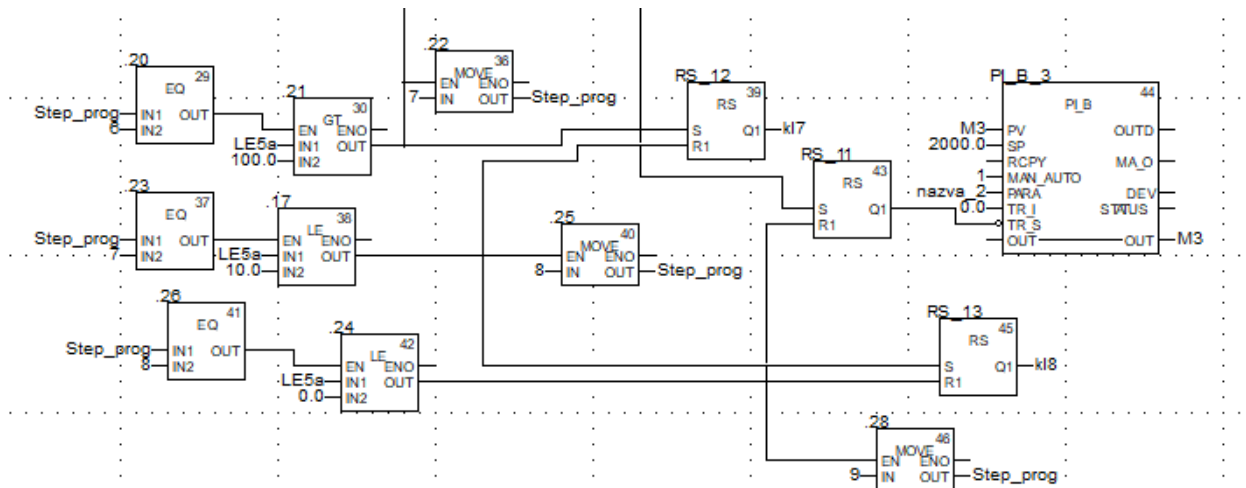 .20
29
EQ
Step_prog IN1 OUT
6 IN2
.21
30
GT
EN ENO
LE5a IN1 OUT
100.0 IN2
.22
36
MOVE
EN ENO
7 IN OUT Step_prog
RS_12
39
RS
S Q1 kl7
R1
RS_11
43
RS
S Q1
R1
PI_B_3
44
PI_B
M3 PV OUTD
2000.0 SP
RCPY MA_O
1 MAN_AUTO
nazva_2 PARA DEV
0.0 TR_I STATUS
TR_S
OUT OUT M3
.23
37
EQ
Step_prog IN1 OUT
7 IN2
.17
38
LE
EN ENO
LE5a IN1 OUT
10.0 IN2
.25
40
MOVE
EN ENO
8 IN OUT Step_prog
.26
41
EQ
Step_prog IN1 OUT
8 IN2
.24
42
LE
EN ENO
LE5a IN1 OUT
0.0 IN2
RS_13
45
RS
S Q1 kl8
R1
.28
46
MOVE
EN ENO
9 IN OUT Step_prog